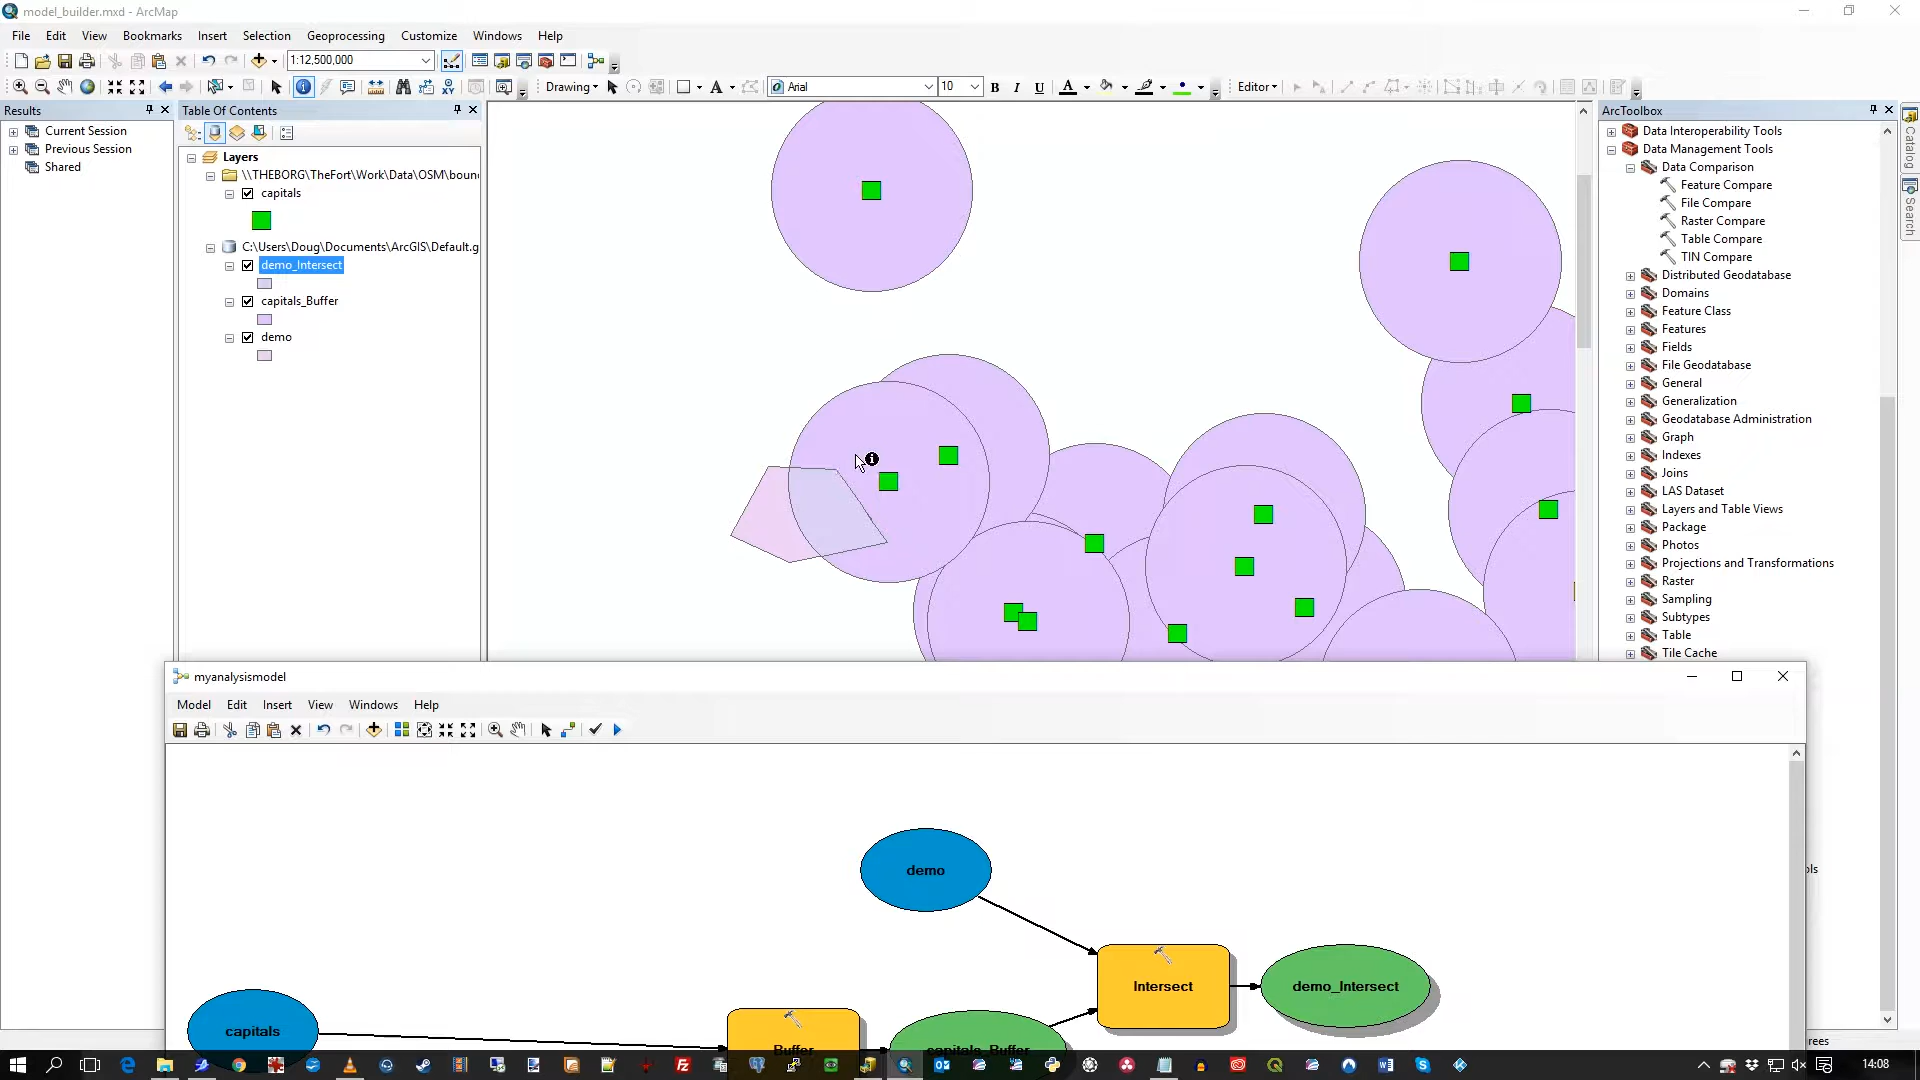 model_builder.mxd - ArcMap
File Edit View Bookmarks Insert Selection Geoprocessing Customize Windows Help
1:12,500,000
Drawing Arial 10 B I U A Editor
Results
Current Session
Previous Session
Shared
Table Of Contents
Layers
\\THEBORG\TheFort\Work\Data\OSM\boun
capitals
C:\Users\Doug\Documents\ArcGIS\Default.g
demo_Intersect
capitals_Buffer
demo
ArcToolbox
Data Interoperability Tools
Data Management Tools
Data Comparison
Feature Compare
File Compare
Raster Compare
Table Compare
TIN Compare
Distributed Geodatabase
Domains
Feature Class
Features
Fields
File Geodatabase
General
Generalization
Geodatabase Administration
Graph
Indexes
Joins
LAS Dataset
Layers and Table Views
Package
Photos
Projections and Transformations
Raster
Sampling
Subtypes
Table
Tile Cache
Catalog
Search
myanalysismodel
Model Edit Insert View Windows Help
demo
Intersect
demo_Intersect
capitals
Buffer
capitals_Buffer
ols
rees
14:08